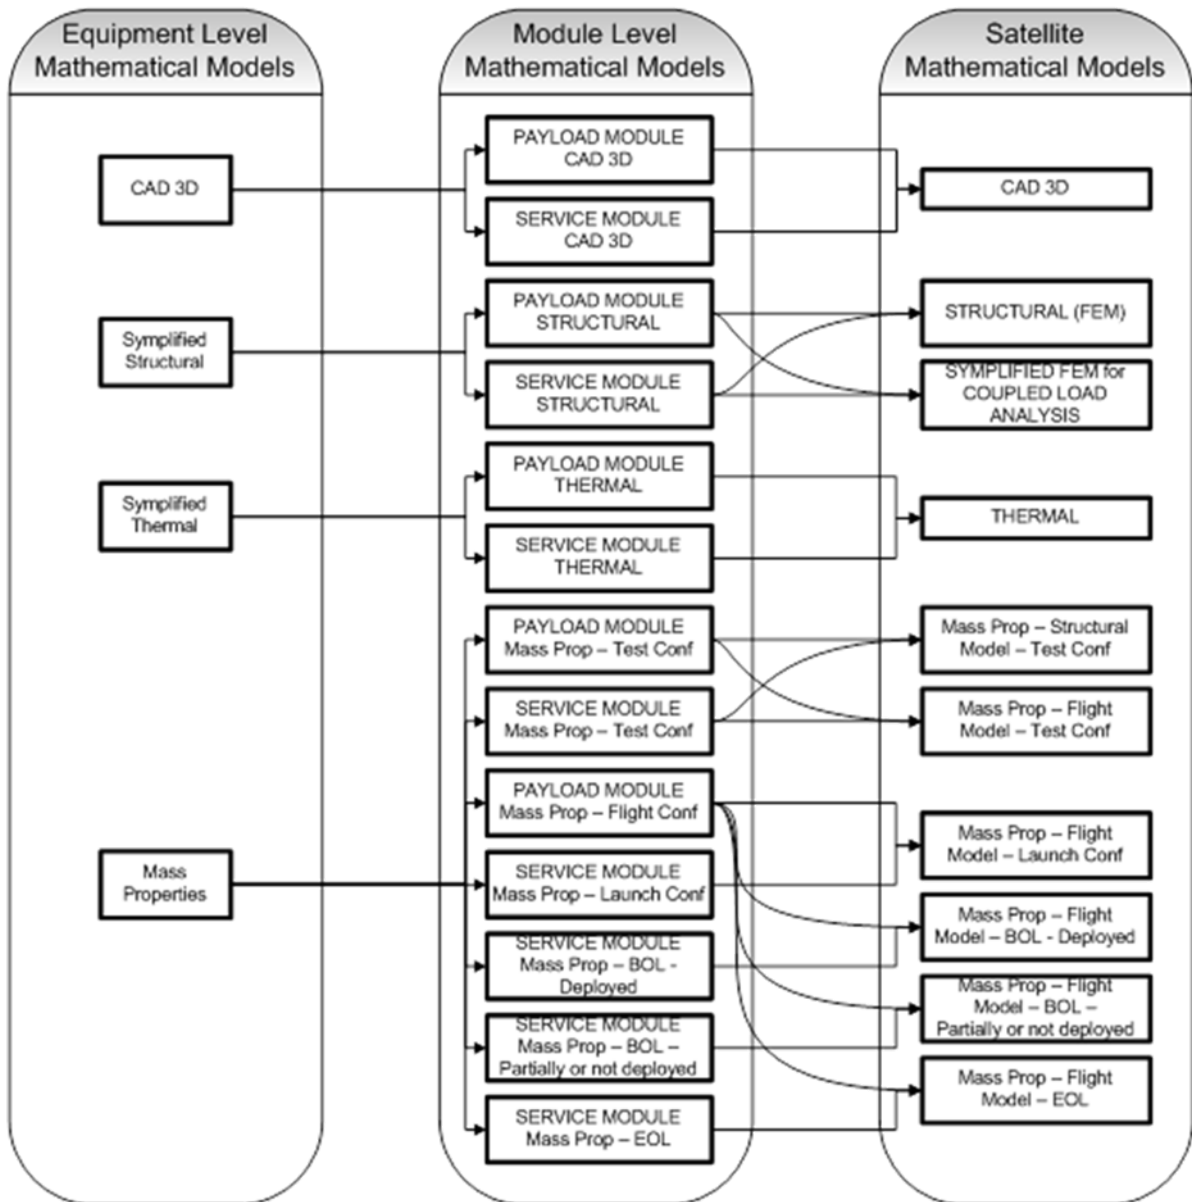 Equipment Level
Mathematical Models
CAD 3D
Symplified
Structural
Symplified
Thermal
Mass
Properties
Module Level
Mathematical Models
PAYLOAD MODULE
CAD 3D
SERVICE MODULE
CAD 3D
PAYLOAD MODULE
STRUCTURAL
SERVICE MODULE
STRUCTURAL
PAYLOAD MODULE
THERMAL
SERVICE MODULE
THERMAL
PAYLOAD MODULE
Mass Prop – Test Conf
SERVICE MODULE
Mass Prop – Test Conf
PAYLOAD MODULE
Mass Prop – Flight Conf
SERVICE MODULE
Mass Prop – Launch Conf
SERVICE MODULE
Mass Prop – BOL -
Deployed
SERVICE MODULE
Mass Prop – BOL –
Partially or not deployed
SERVICE MODULE
Mass Prop – EOL
Satellite
Mathematical Models
CAD 3D
STRUCTURAL (FEM)
SYMPLIFIED FEM for
COUPLED LOAD
ANALYSIS
THERMAL
Mass Prop – Structural
Model – Test Conf
Mass Prop – Flight
Model – Test Conf
Mass Prop – Flight
Model – Launch Conf
Mass Prop – Flight
Model – BOL - Deployed
Mass Prop – Flight
Model – BOL –
Partially or not deployed
Mass Prop – Flight
Model – EOL